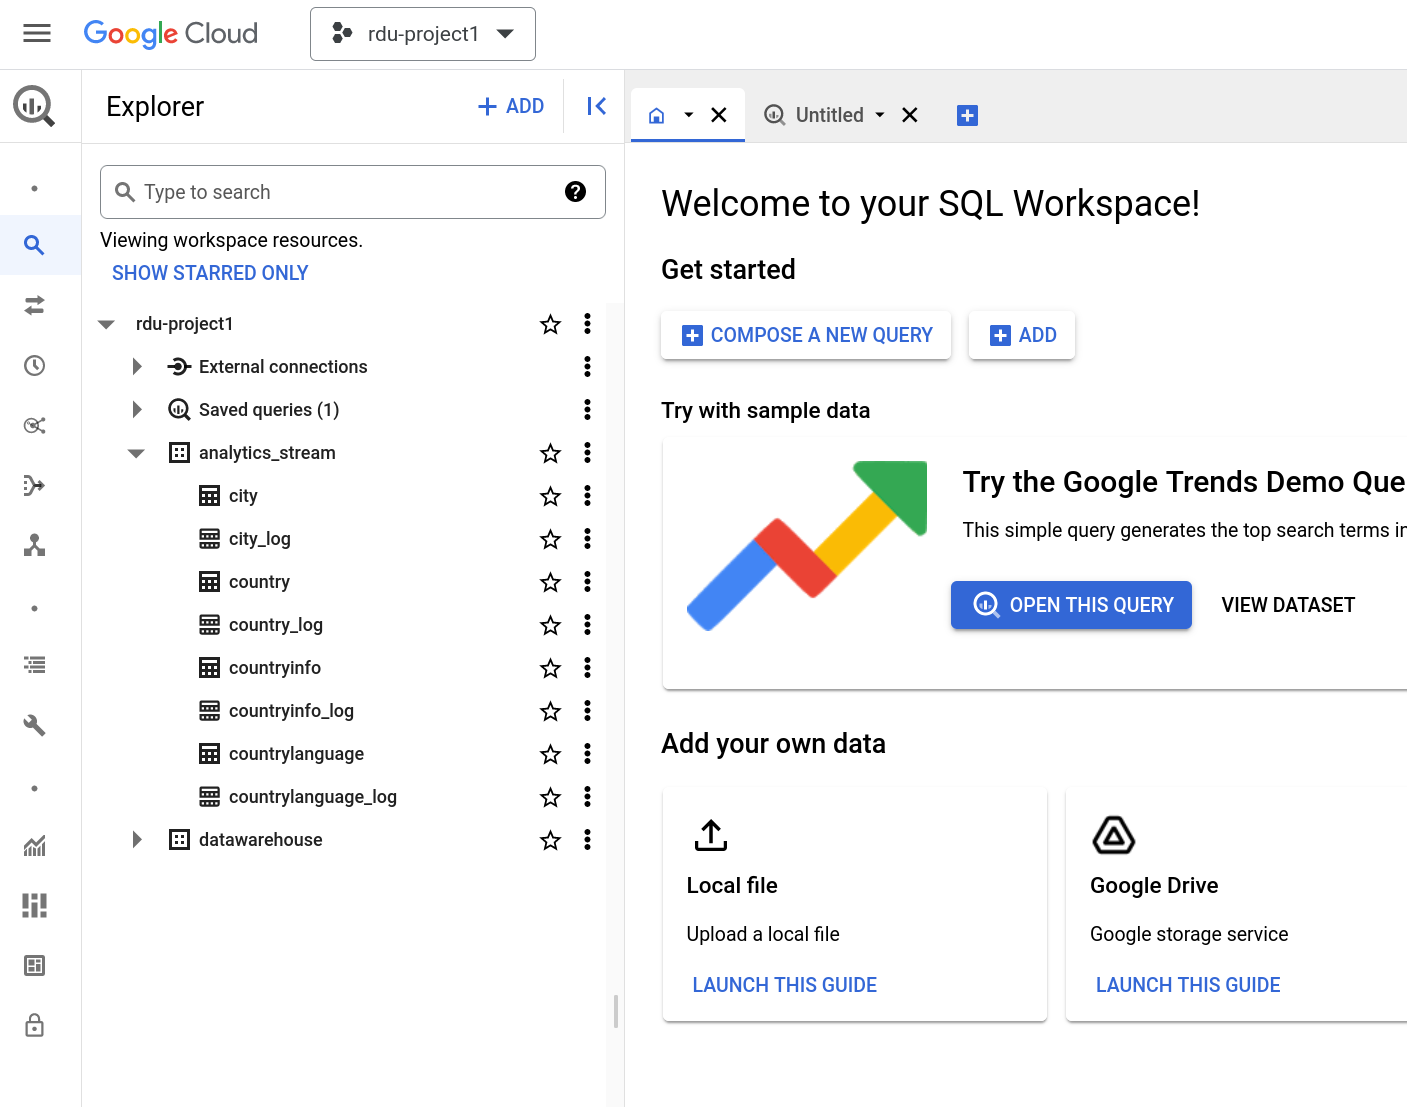 Google Cloud
rdu-project1
Explorer
ADD
Untitled
Type to search
Viewing workspace resources.
SHOW STARRED ONLY
rdu-project1
External connections
Saved queries (1)
analytics_stream
city
city_log
country
country_log
countryinfo
countryinfo_log
countrylanguage
countrylanguage_log
datawarehouse
Welcome to your SQL Workspace!
Get started
COMPOSE A NEW QUERY
ADD
Try with sample data
Try the Google Trends Demo Que
This simple query generates the top search terms in
OPEN THIS QUERY
VIEW DATASET
Add your own data
Local file
Upload a local file
LAUNCH THIS GUIDE
Google Drive
Google storage service
LAUNCH THIS GUIDE